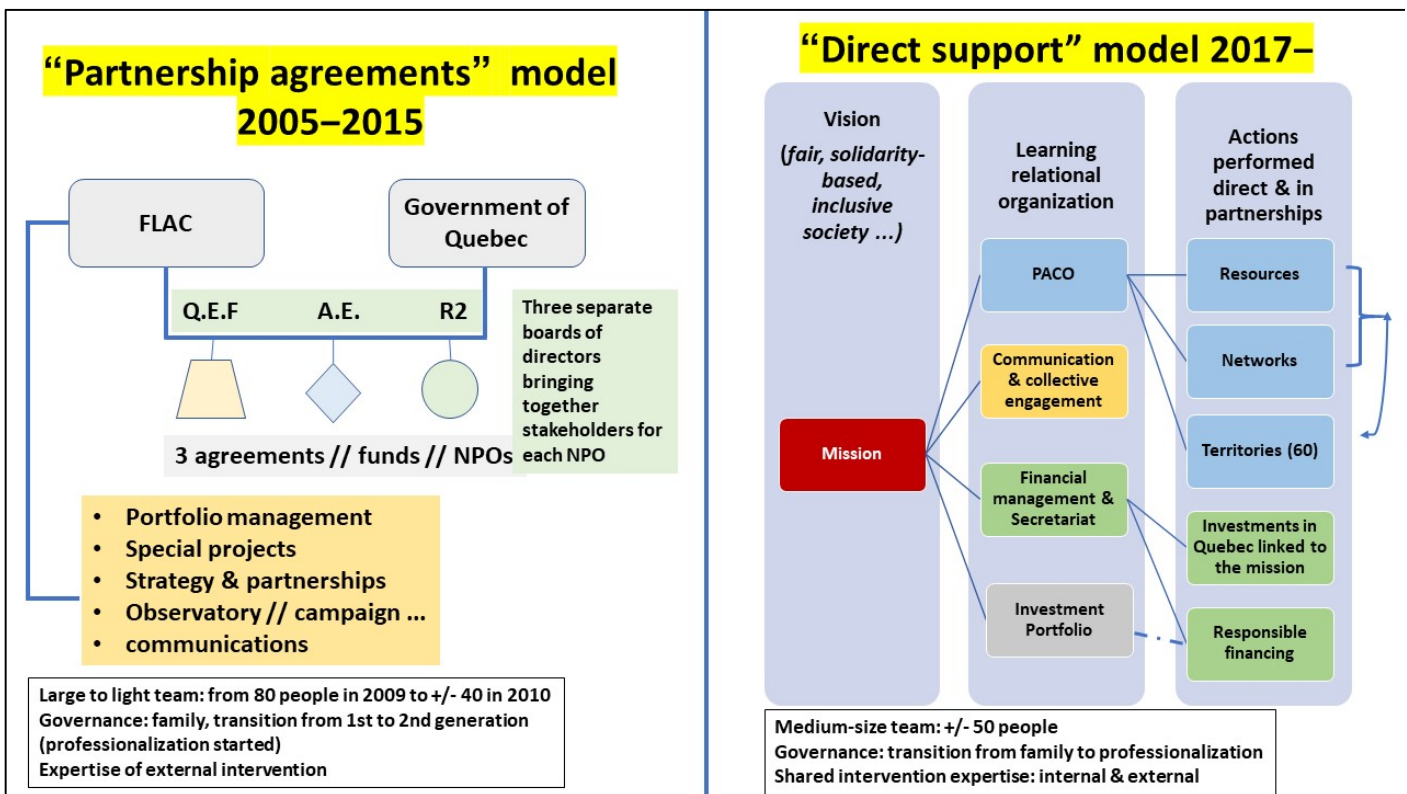 “Partnership agreements” model
2005–2015
FLAC
Government of
Quebec
Q.E.F
A.E.
R2
Three separate
boards of
directors
bringing
together
stakeholders for
each NPO
3 agreements // funds // NPOs
• Portfolio management
• Special projects
• Strategy & partnerships
• Observatory // campaign ...
• communications
Large to light team: from 80 people in 2009 to +/- 40 in 2010
Governance: family, transition from 1st to 2nd generation
(professionalization started)
Expertise of external intervention
“Direct support” model 2017–
Vision
(fair, solidarity-
based,
inclusive
society ...)
Mission
Learning
relational
organization
PACO
Communication
& collective
engagement
Financial
management &
Secretariat
Investment
Portfolio
Actions
performed
direct & in
partnerships
Resources
Networks
Territories (60)
Investments in
Quebec linked to
the mission
Responsible
financing
Medium-size team: +/- 50 people
Governance: transition from family to professionalization
Shared intervention expertise: internal & external